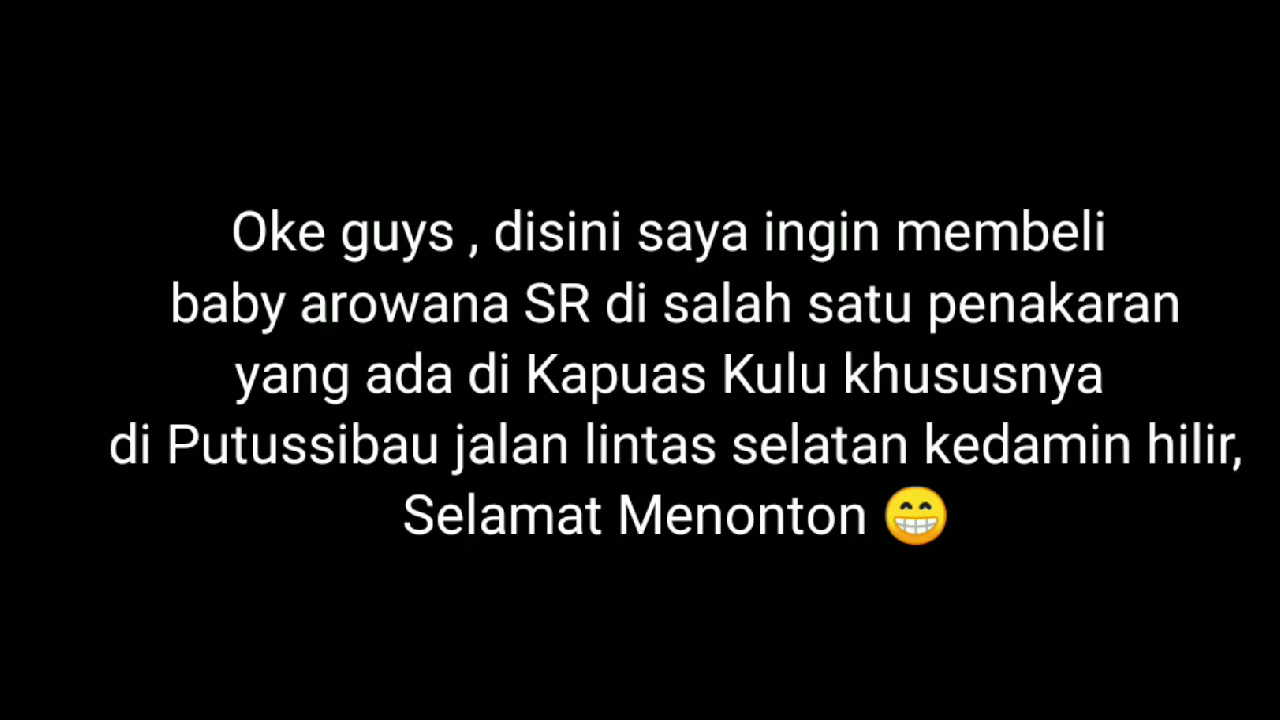 Oke guys , disini saya ingin membeli
baby arowana SR di salah satu penakaran
yang ada di Kapuas Kulu khususnya
di Putussibau jalan lintas selatan kedamin hilir,
Selamat Menonton 😁